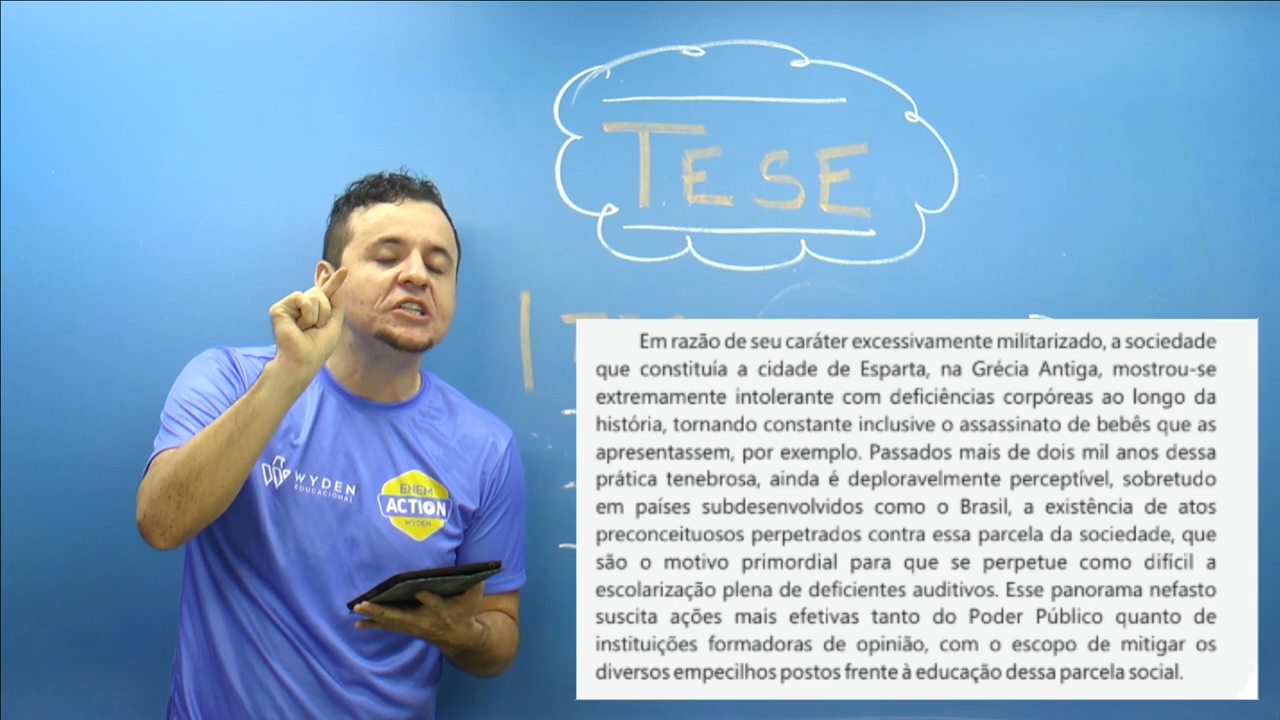 TESE
WYDEN
EDUCACIONAL
ENEM
ACTION
WYDEN
Em razão de seu caráter excessivamente militarizado, a sociedade
que constituía a cidade de Esparta, na Grécia Antiga, mostrou-se
extremamente intolerante com deficiências corpóreas ao longo da
história, tornando constante inclusive o assassinato de bebês que as
apresentassem, por exemplo. Passados mais de dois mil anos dessa
prática tenebrosa, ainda é deploravelmente perceptível, sobretudo
em países subdesenvolvidos como o Brasil, a existência de atos
preconceituosos perpetrados contra essa parcela da sociedade, que
são o motivo primordial para que se perpetue como difícil a
escolarização plena de deficientes auditivos. Esse panorama nefasto
suscita ações mais efetivas tanto do Poder Público quanto de
instituições formadoras de opinião, com o escopo de mitigar os
diversos empecilhos postos frente à educação dessa parcela social.